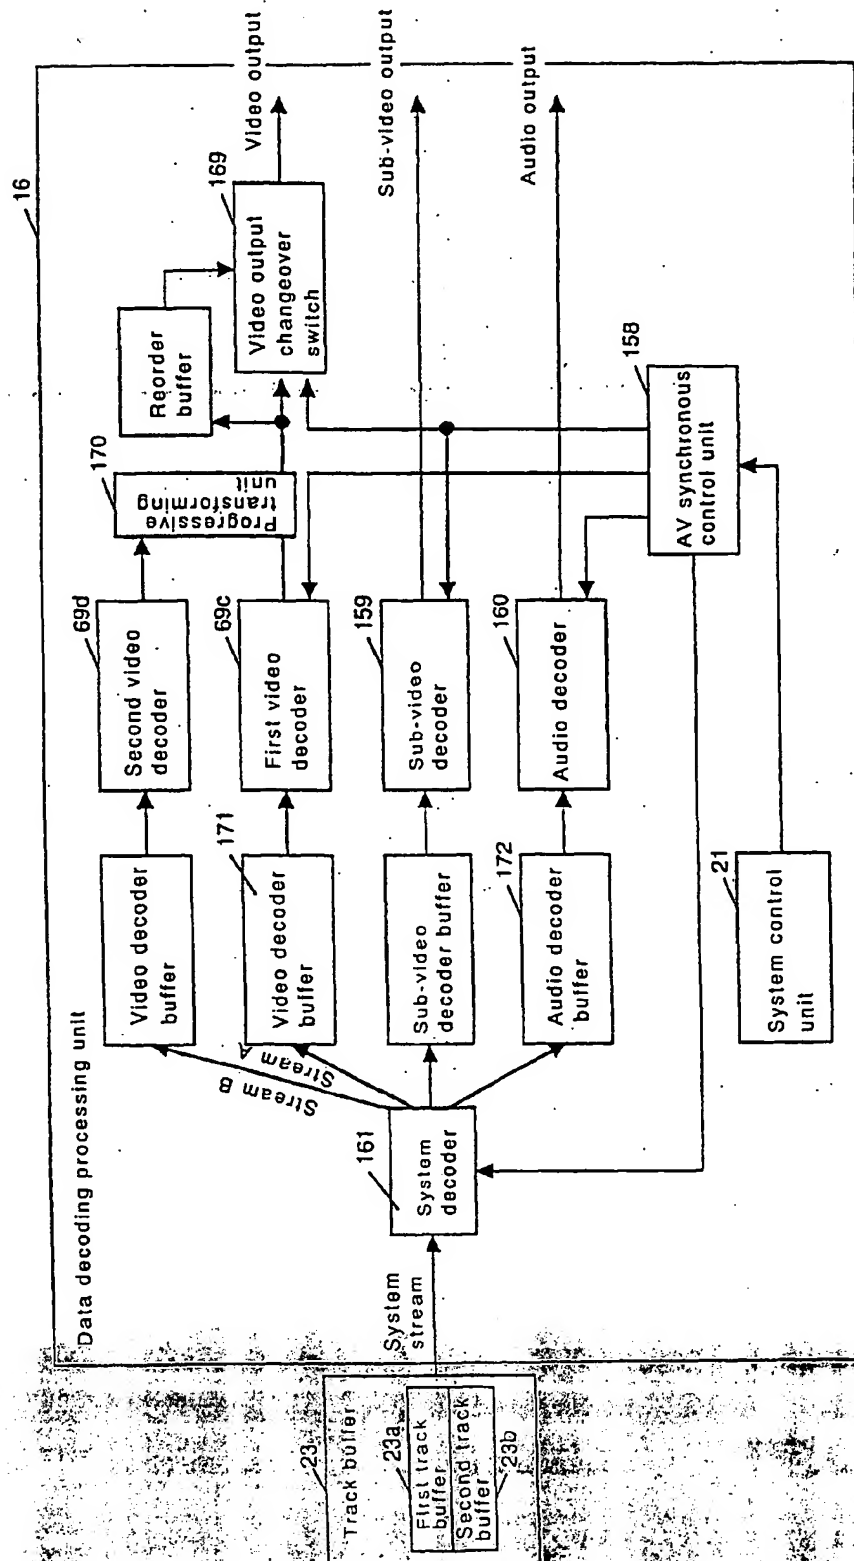 Data decoding processing unit
16
23
Track buffer
23a
First track
buffer
Second track
buffer
23b
System
stream
161
System
decoder
Stream B
Stream A
Video decoder
buffer
171
Video decoder
buffer
Sub-video
decoder buffer
172
Audio decoder
buffer
21
System control
unit
69d
Second video
decoder
69c
First video
decoder
159
Sub-video
decoder
160
Audio decoder
170
Progressive
transforming
unit
Reorder
buffer
169
Video output
changeover
switch
158
AV synchronous
control unit
Video output
Sub-video output
Audio output